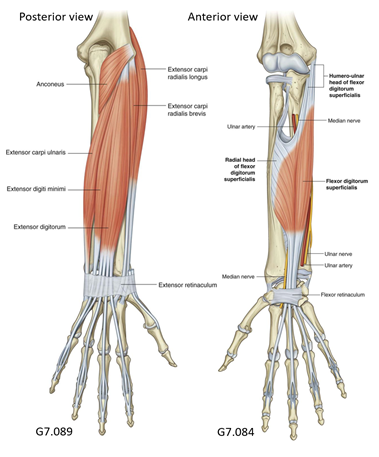 Posterior view
Anterior view
Extensor carpi
radialis longus
Anconeus
Extensor carpi
radialis brevis
Extensor carpi ulnaris
Extensor digiti minimi
Extensor digitorum
Extensor retinaculum
G7.089
Humero-ulnar
head of flexor
digitorum
superficialis
Median nerve
Ulnar artery
Radial head
of flexor
digitorum
superficialis
Flexor digitorum
superficialis
Ulnar nerve
Ulnar artery
Median nerve
Flexor retinaculum
G7.084